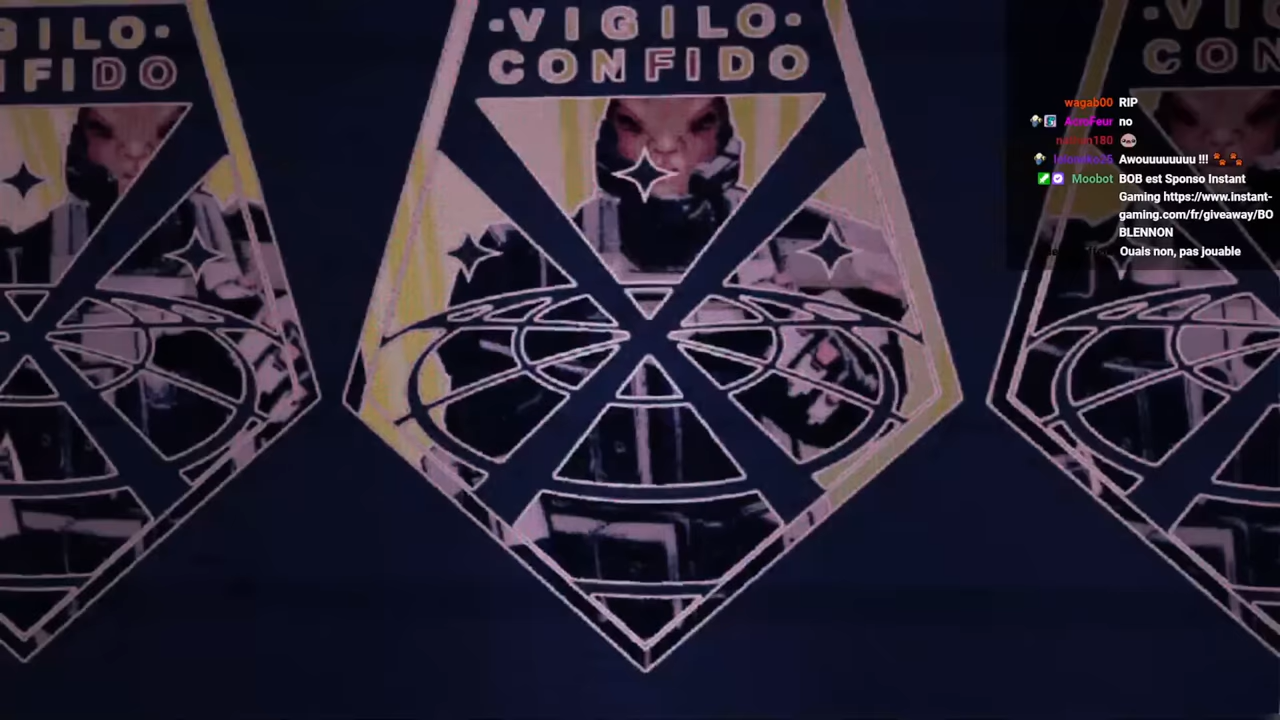 ·VIGILO·
CONFIDO
wagab00 RIP
AcroFeur no
Awouuuuuuuu !!!
Moobot BOB est Sponso Instant
Gaming https://www.instant-
gaming.com/fr/giveaway/BO
BLENNON
Ouais non, pas jouable